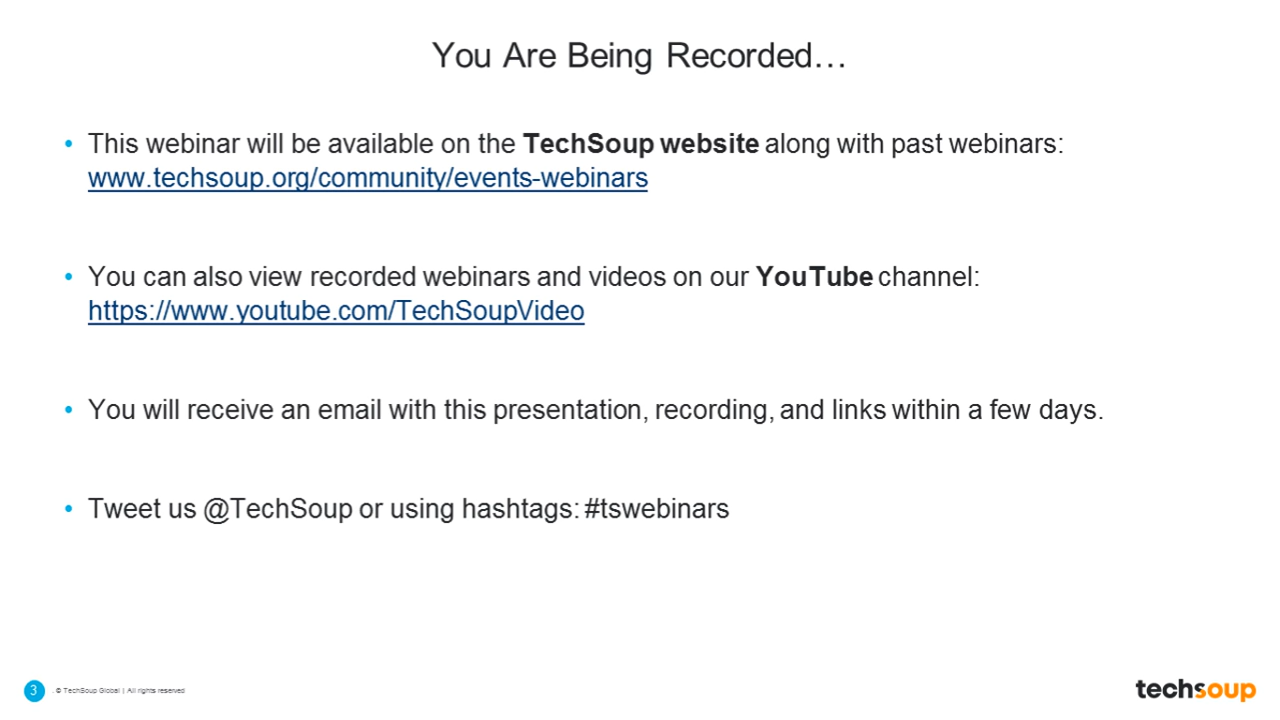 You Are Being Recorded…
• This webinar will be available on the TechSoup website along with past webinars:
www.techsoup.org/community/events-webinars
• You can also view recorded webinars and videos on our YouTube channel:
https://www.youtube.com/TechSoupVideo
• You will receive an email with this presentation, recording, and links within a few days.
• Tweet us @TechSoup or using hashtags: #tswebinars
3 . © TechSoup Global | All rights reserved
techsoup